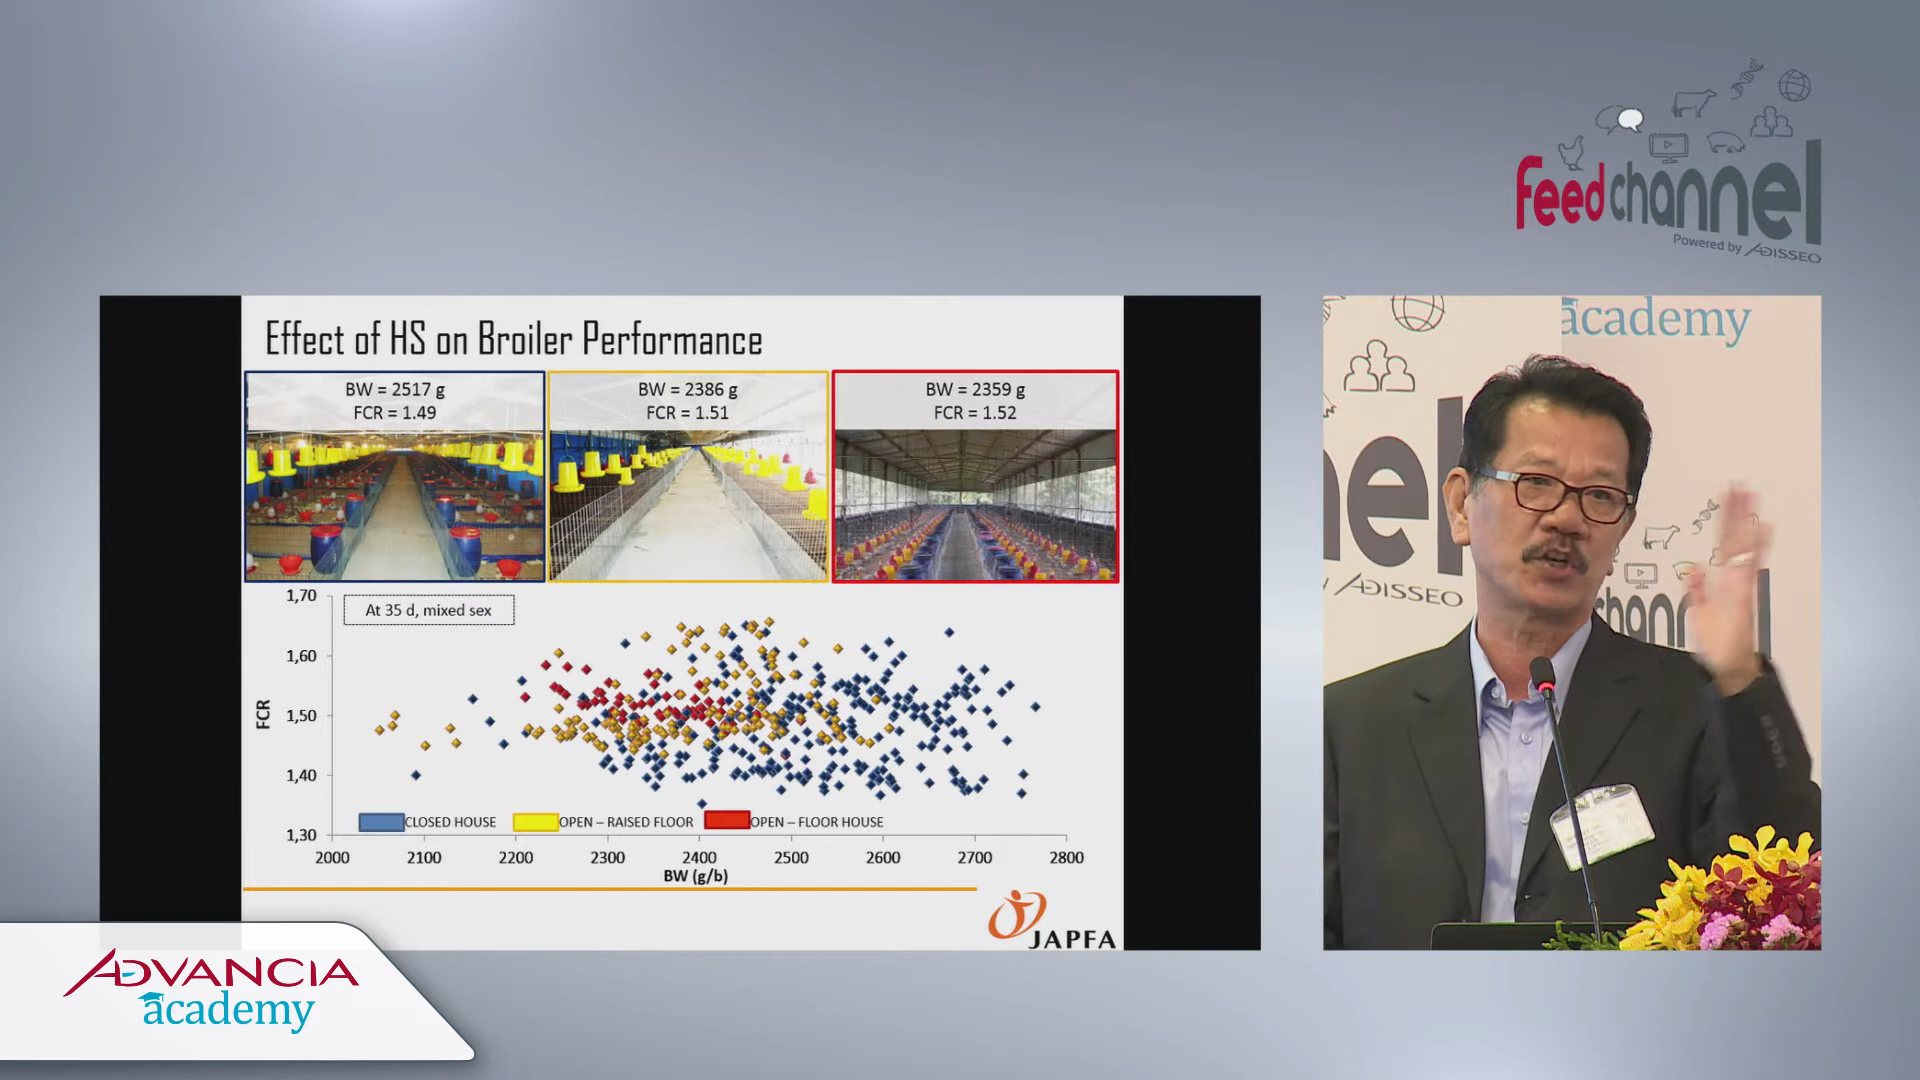 feedchannel
Powered by ADISSEO
Effect of HS on Broiler Performance
BW = 2517 g
FCR = 1.49
BW = 2386 g
FCR = 1.51
BW = 2359 g
FCR = 1.52
At 35 d, mixed sex
1,70
1,60
1,50
1,40
1,30
FCR
CLOSED HOUSE
OPEN – RAISED FLOOR
OPEN – FLOOR HOUSE
2000 2100 2200 2300 2400 2500 2600 2700 2800
BW (g/b)
JAPFA
academy
nel
y ADISSEO
channel
ADVANCIA
academy